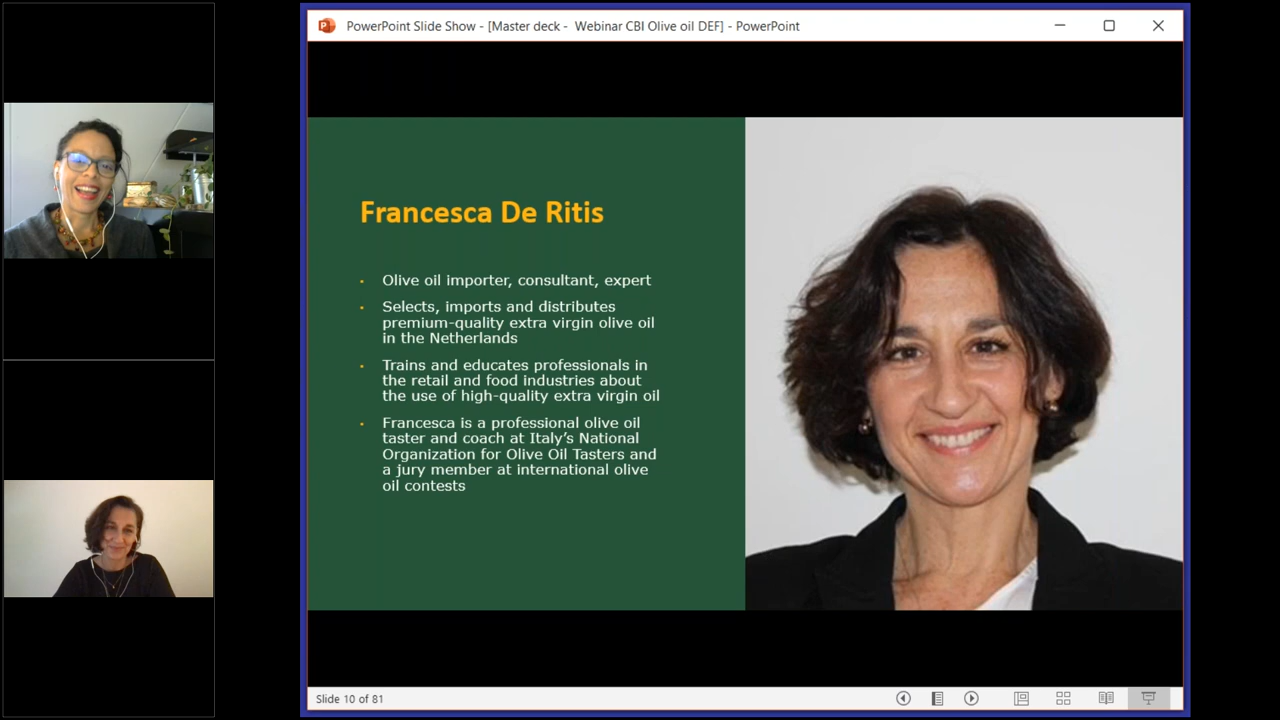 PowerPoint Slide Show - [Master deck - Webinar CBI Olive oil DEF] - PowerPoint
Francesca De Ritis
• Olive oil importer, consultant, expert
• Selects, imports and distributes
premium-quality extra virgin olive oil
in the Netherlands
• Trains and educates professionals in
the retail and food industries about
the use of high-quality extra virgin oil
• Francesca is a professional olive oil
taster and coach at Italy’s National
Organization for Olive Oil Tasters and
a jury member at international olive
oil contests
Slide 10 of 81